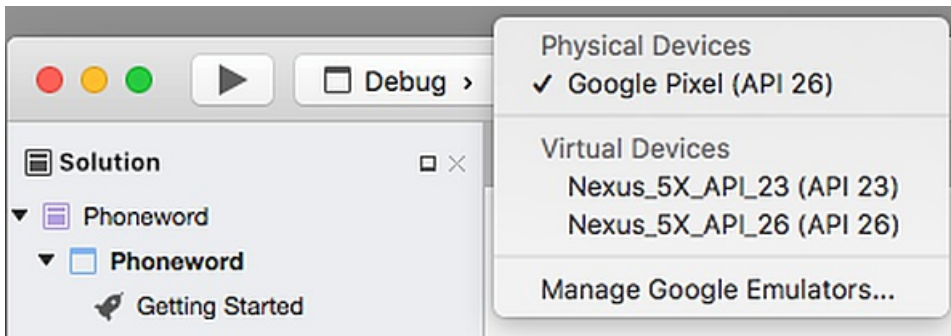 Debug ›
Physical Devices
✓ Google Pixel (API 26)
Virtual Devices
Nexus_5X_API_23 (API 23)
Nexus_5X_API_26 (API 26)
Manage Google Emulators...
Solution
Phoneword
Phoneword
Getting Started